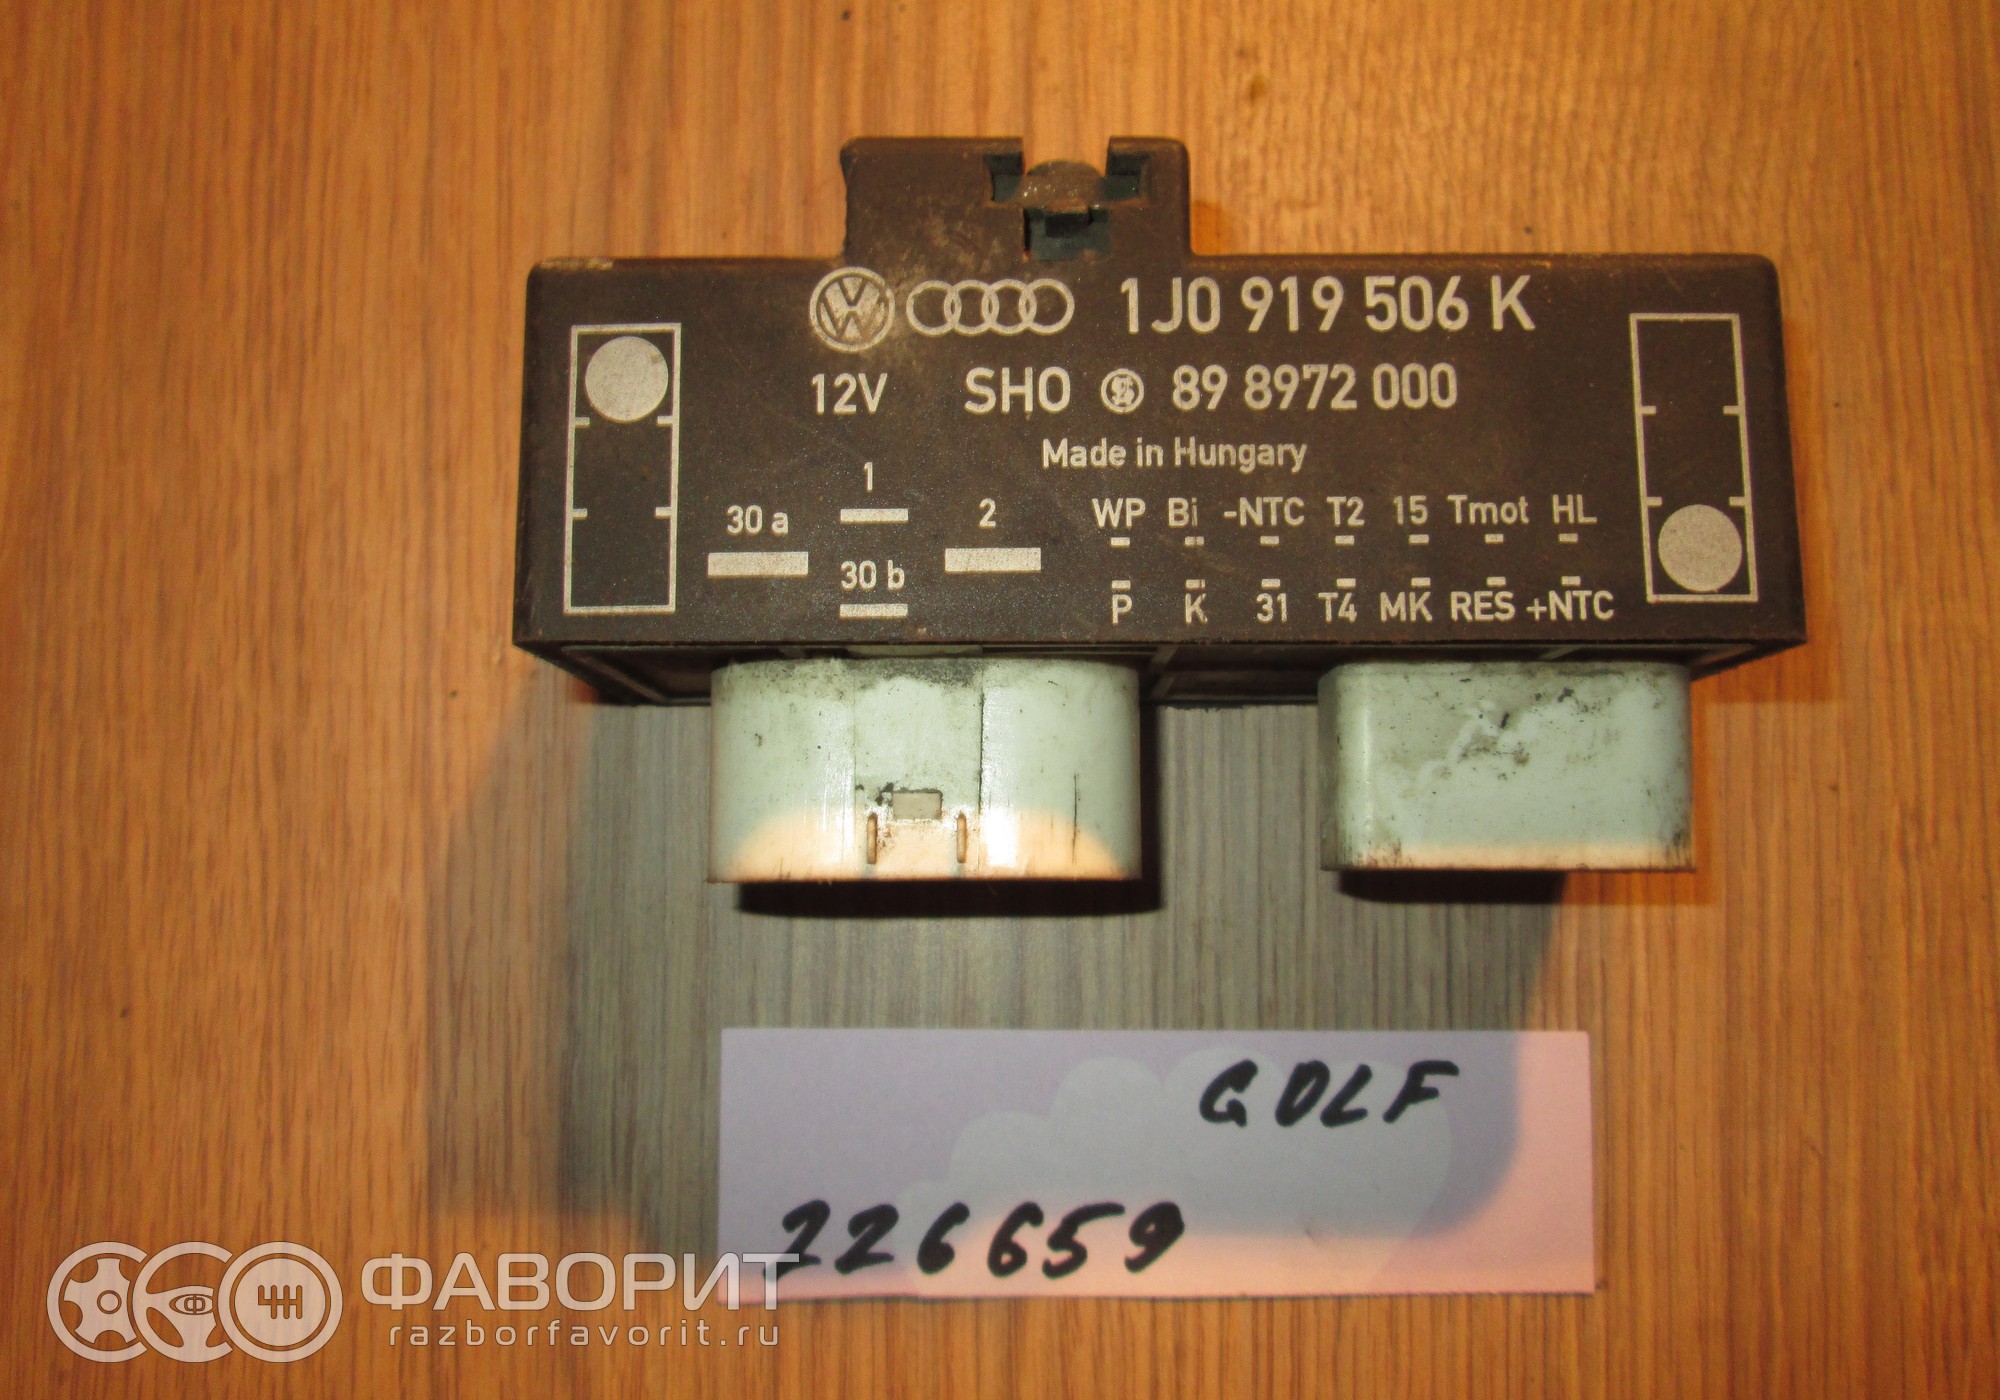 1J0 919 506 K
12V SHO 89 8972 000
Made in Hungary
30 a 1 2
30 b
WP Bi -NTC T2 15 Tmot HL
P K 31 T4 MK RES +NTC
GOLF
226659
ФАВОРИТ
razborfavorit.ru